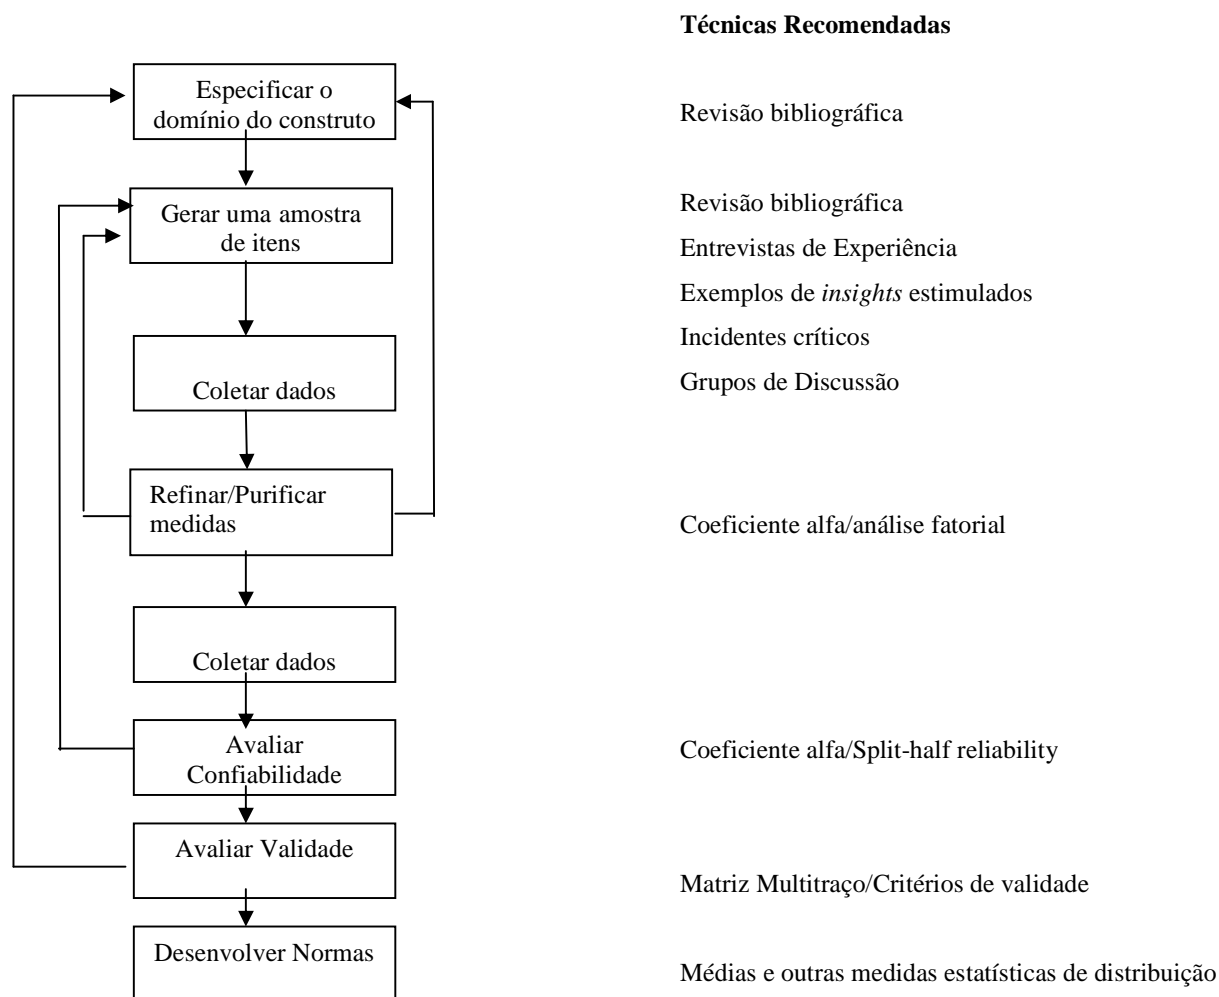 Técnicas Recomendadas
Especificar o
domínio do construto
Revisão bibliográfica
Gerar uma amostra
de itens
Revisão bibliográfica
Entrevistas de Experiência
Exemplos de insights estimulados
Incidentes críticos
Grupos de Discussão
Coletar dados
Refinar/Purificar
medidas
Coeficiente alfa/análise fatorial
Coletar dados
Avaliar
Confiabilidade
Coeficiente alfa/Split-half reliability
Avaliar Validade
Matriz Multitraço/Critérios de validade
Desenvolver Normas
Médias e outras medidas estatísticas de distribuição